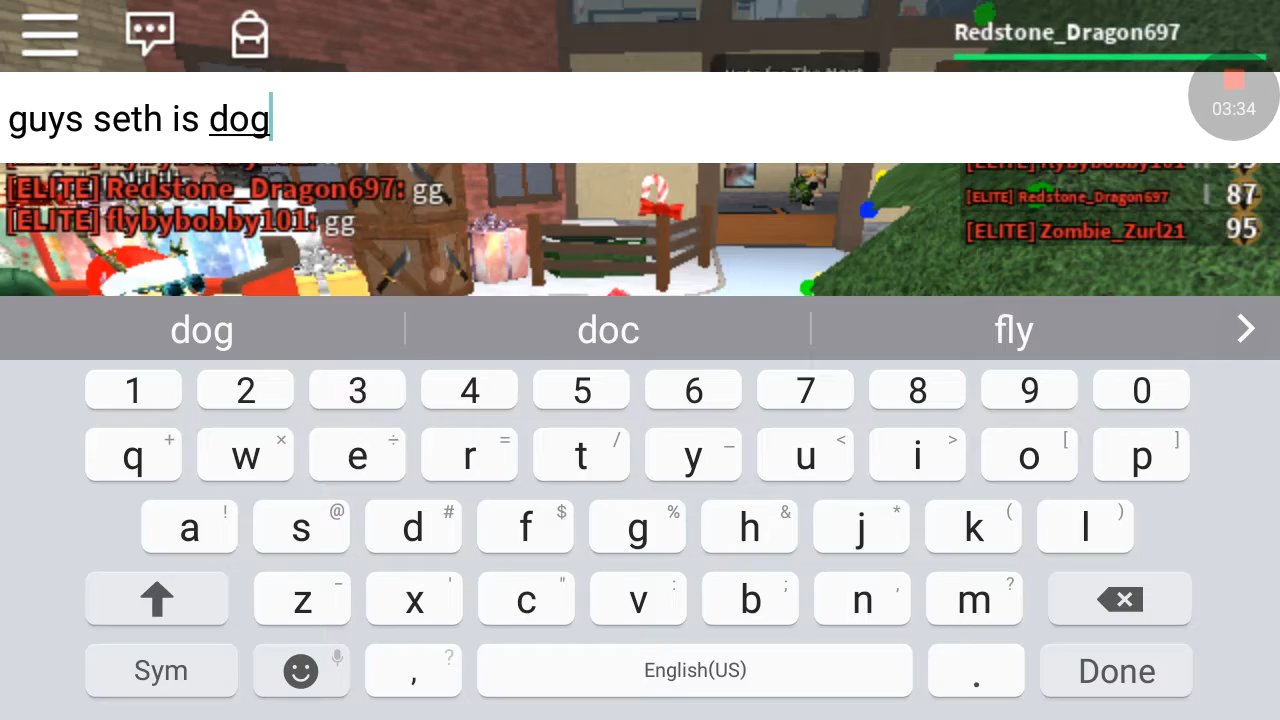 Redstone_Dragon697
guys seth is dog
03:34
[ELITE] Redstone_Dragon697: gg
[ELITE] flybybobby101: gg
[ELITE] Redstone_Dragon697 87
[ELITE] Zombie_Zurl21 95
dog doc fly
1 2 3 4 5 6 7 8 9 0
q + w × e ÷ r = t / y _ u < i > o [ p ]
a ! s @ d # f $ g % h & j * k ( l )
z - x ' c " v : b ; n , m ?
Sym , ? English(US) . Done